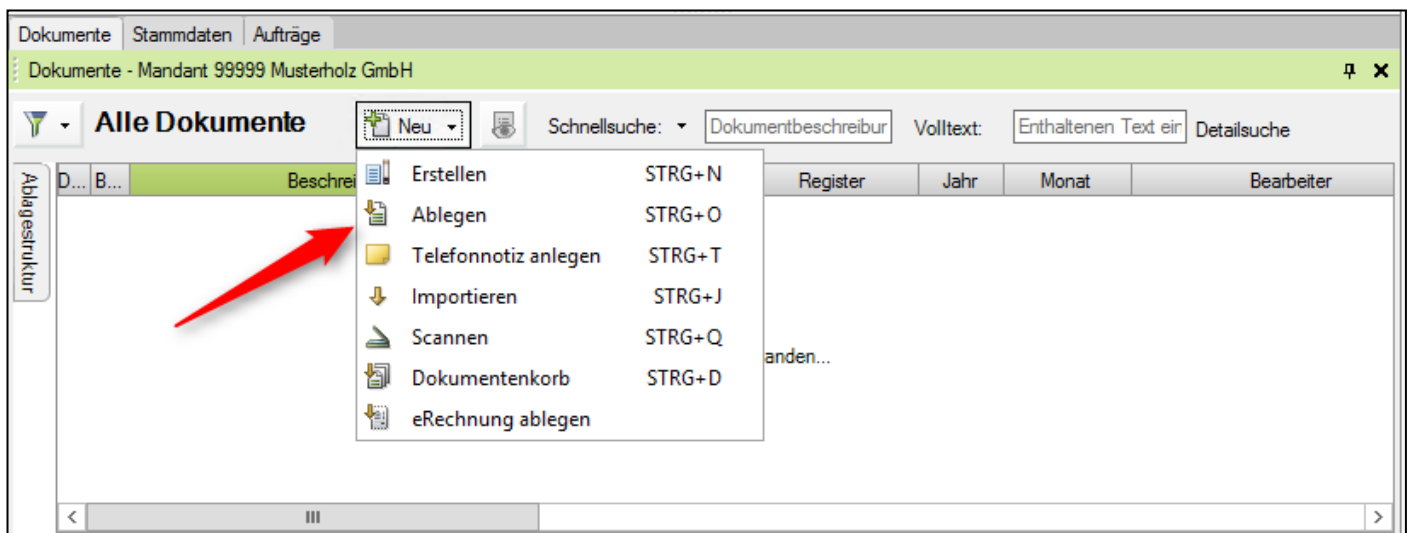 Dokumente Stammdaten Aufträge
Dokumente - Mandant 99999 Musterholz GmbH
Alle Dokumente Neu Schnellsuche: Dokumentbeschreibur Volltext: Enthaltenen Text ein Detailsuche
Ablagestruktur
D... B... Beschrei Register Jahr Monat Bearbeiter
Erstellen STRG+N
Ablegen STRG+O
Telefonnotiz anlegen STRG+T
Importieren STRG+J
Scannen STRG+Q
anden...
Dokumentenkorb STRG+D
eRechnung ablegen